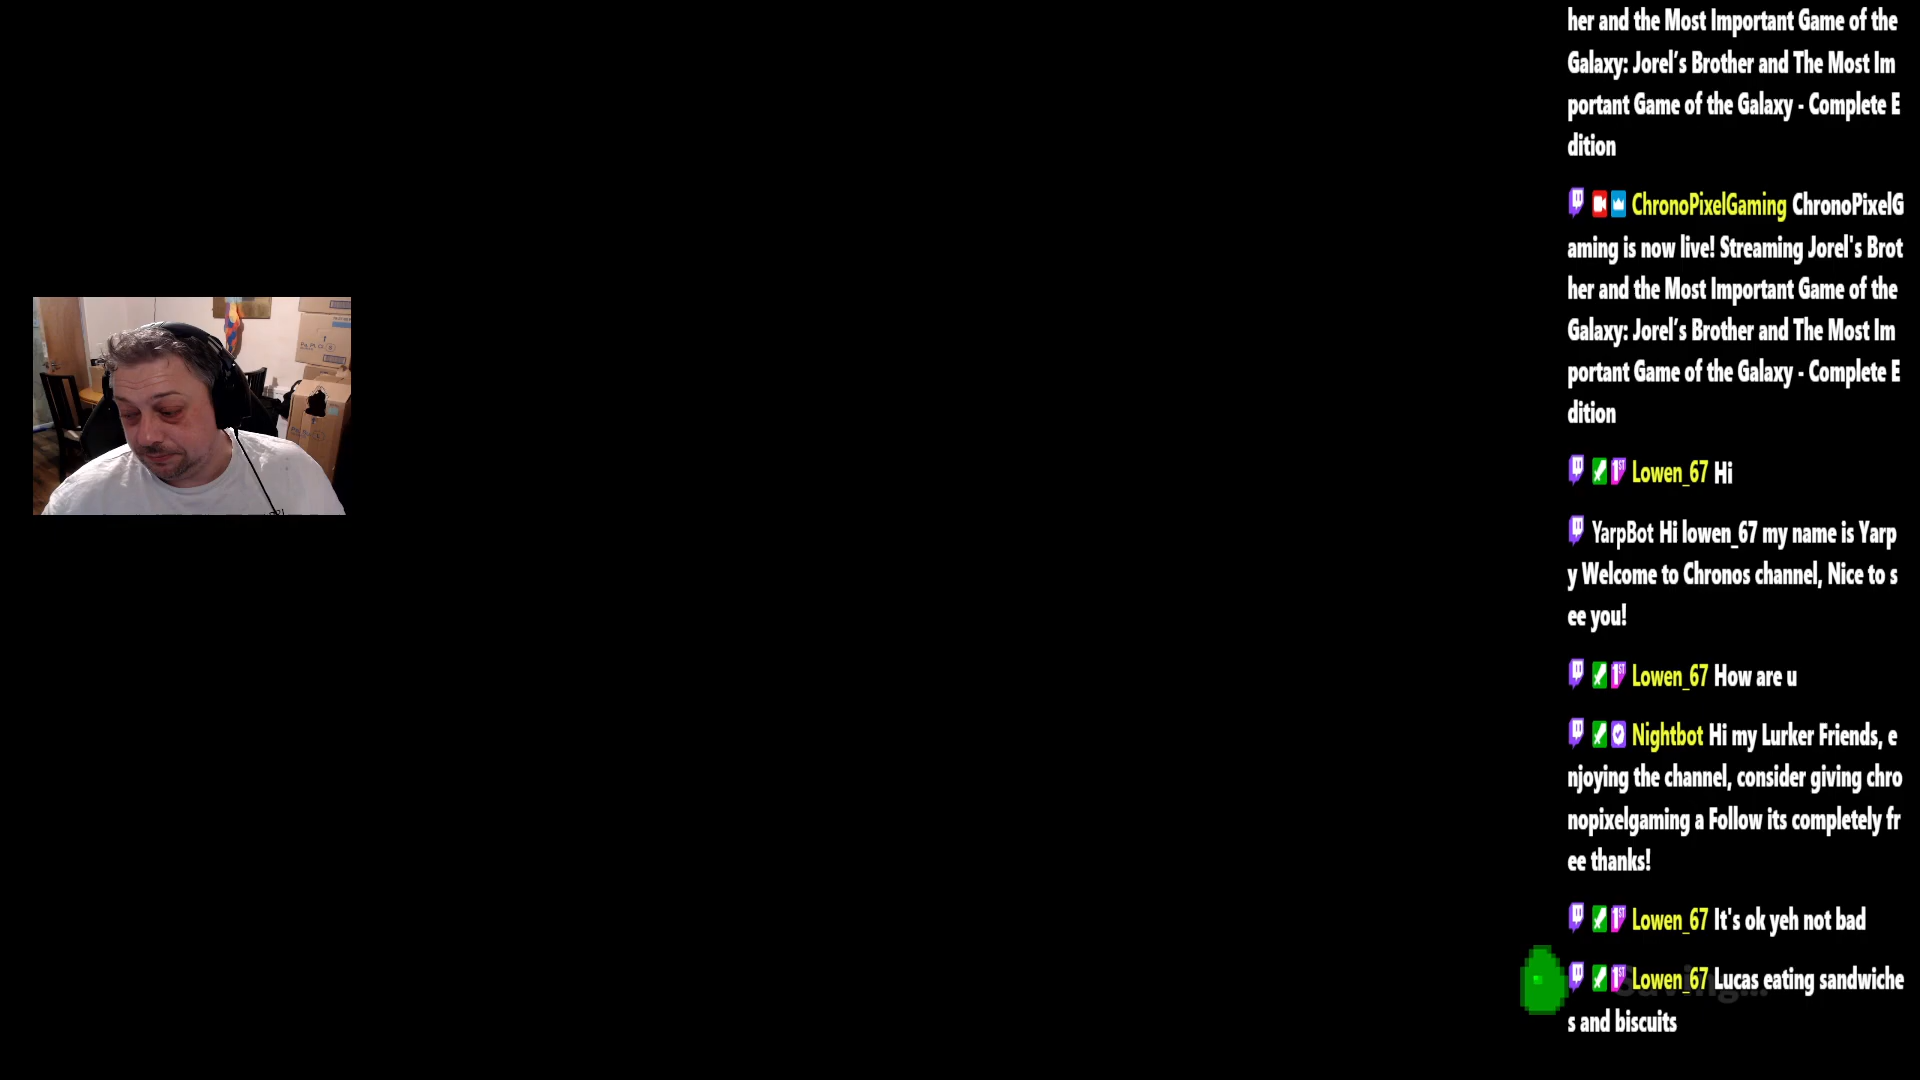 her and the Most Important Game of the
Galaxy: Jorel’s Brother and The Most Im
portant Game of the Galaxy - Complete E
dition
ChronoPixelGaming ChronoPixelG
aming is now live! Streaming Jorel's Brot
her and the Most Important Game of the
Galaxy: Jorel’s Brother and The Most Im
portant Game of the Galaxy - Complete E
dition
Lowen_67 Hi
YarpBot Hi lowen_67 my name is Yarp
y Welcome to Chronos channel, Nice to s
ee you!
Lowen_67 How are u
Nightbot Hi my Lurker Friends, e
njoying the channel, consider giving chro
nopixelgaming a Follow its completely fr
ee thanks!
Lowen_67 It's ok yeh not bad
Lowen_67 Lucas eating sandwiche
s and biscuits
Saving...